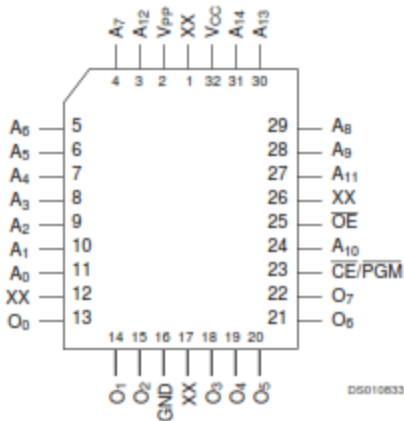 A7 A12 VPP XX VCC A14 A13
4 3 2 1 32 31 30
A6 5 29 A8
A5 6 28 A9
A4 7 27 A11
A3 8 26 XX
A2 9 25 OE
A1 10 24 A10
A0 11 23 CE/PGM
XX 12 22 O7
O0 13 21 O6
14 15 16 17 18 19 20
O1 O2 GND XX O3 O4 O5
DS010833